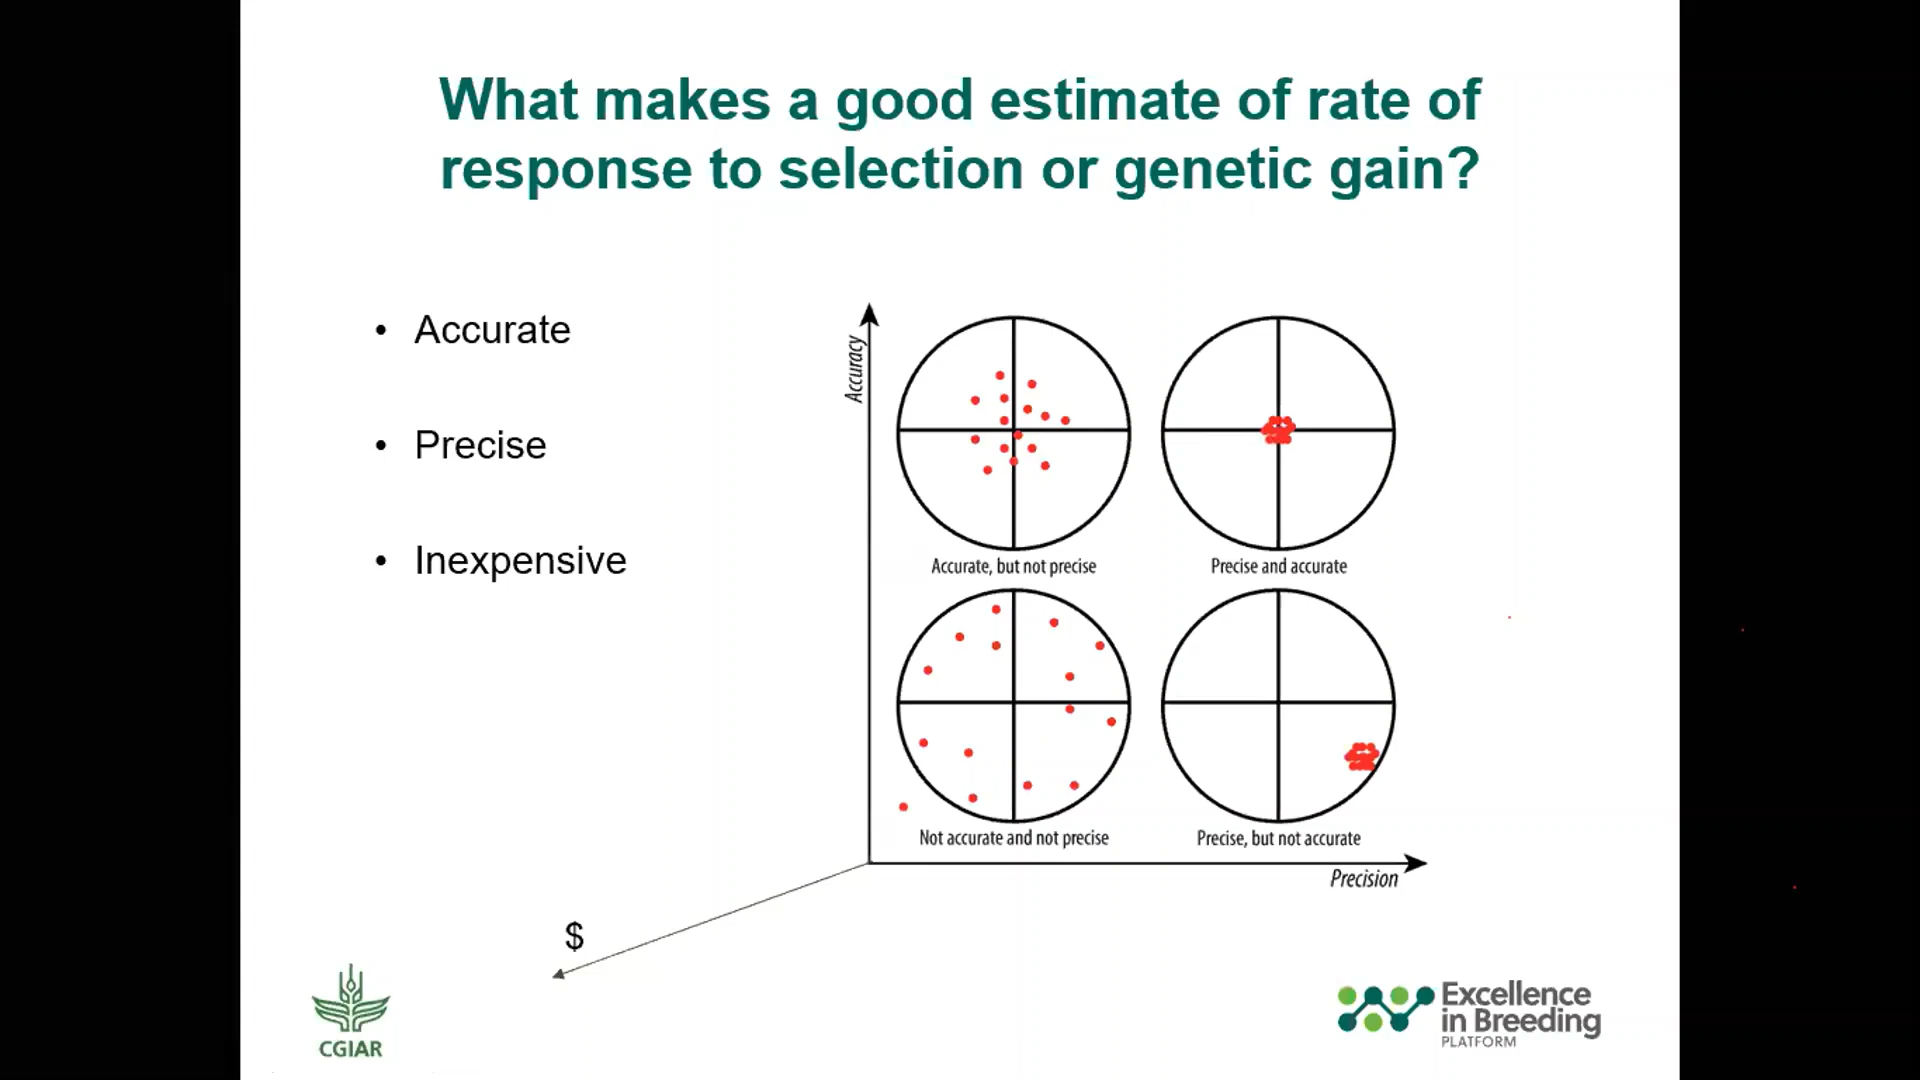 What makes a good estimate of rate of
response to selection or genetic gain?
• Accurate
• Precise
• Inexpensive
Accuracy
Accurate, but not precise
Precise and accurate
Not accurate and not precise
Precise, but not accurate
Precision
$
CGIAR
Excellence
in Breeding
PLATFORM